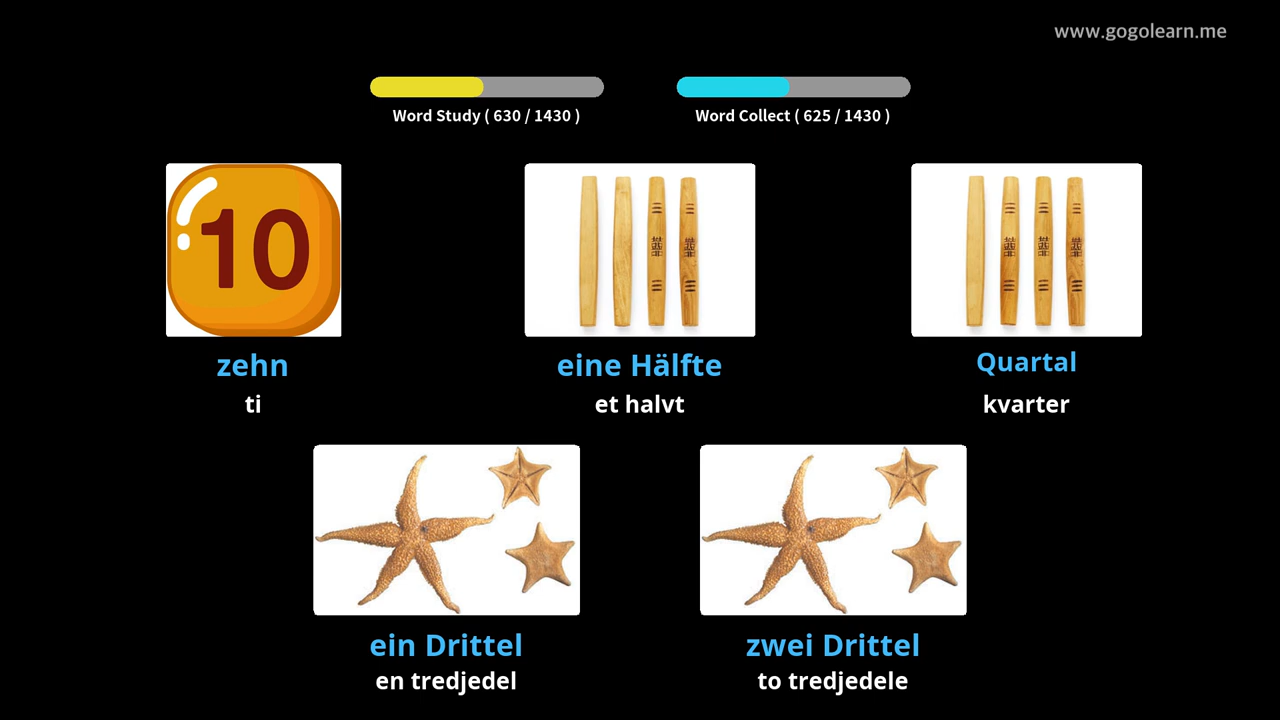 www.gogolearn.me
Word Study ( 630 / 1430 )
Word Collect ( 625 / 1430 )
10
zehn
ti
eine Hälfte
et halvt
Quartal
kvarter
ein Drittel
en tredjedel
zwei Drittel
to tredjedele